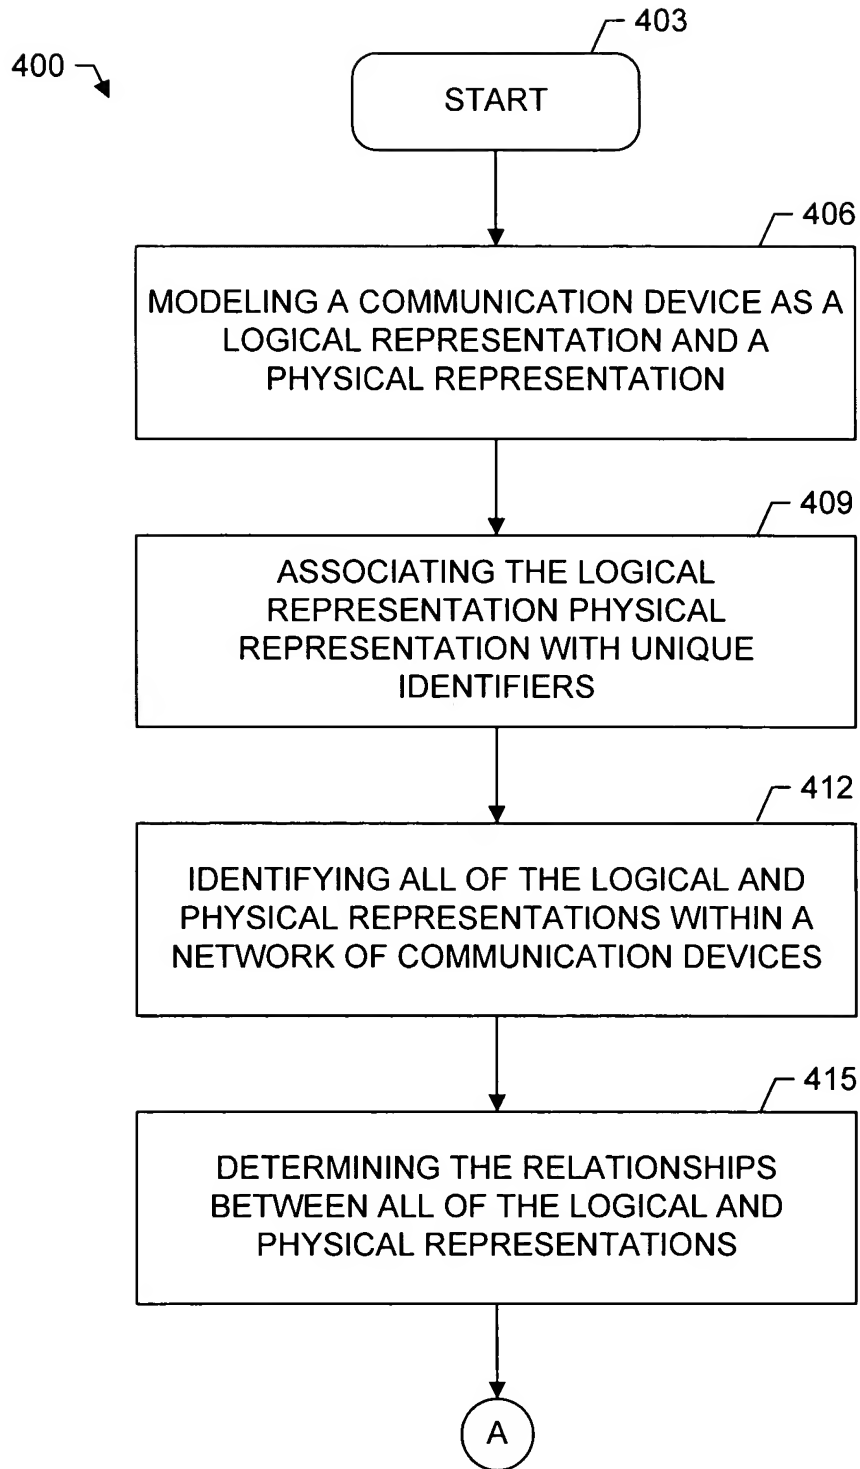 403
400
START
406
MODELING A COMMUNICATION DEVICE AS A
LOGICAL REPRESENTATION AND A
PHYSICAL REPRESENTATION
409
ASSOCIATING THE LOGICAL
REPRESENTATION PHYSICAL
REPRESENTATION WITH UNIQUE
IDENTIFIERS
412
IDENTIFYING ALL OF THE LOGICAL AND
PHYSICAL REPRESENTATIONS WITHIN A
NETWORK OF COMMUNICATION DEVICES
415
DETERMINING THE RELATIONSHIPS
BETWEEN ALL OF THE LOGICAL AND
PHYSICAL REPRESENTATIONS
A